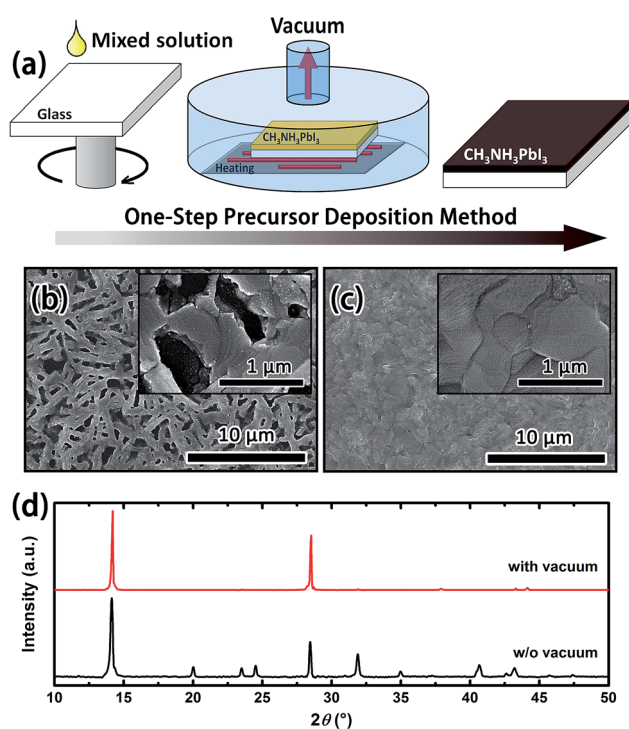 Mixed solution
Vacuum
(a)
Glass
CH₃NH₃PbI₃
Heating
CH₃NH₃PbI₃
One-Step Precursor Deposition Method
(b)
1 μm
10 μm
(c)
1 μm
10 μm
(d)
Intensity (a.u.)
with vacuum
w/o vacuum
10 15 20 25 30 35 40 45 50
2θ (°)